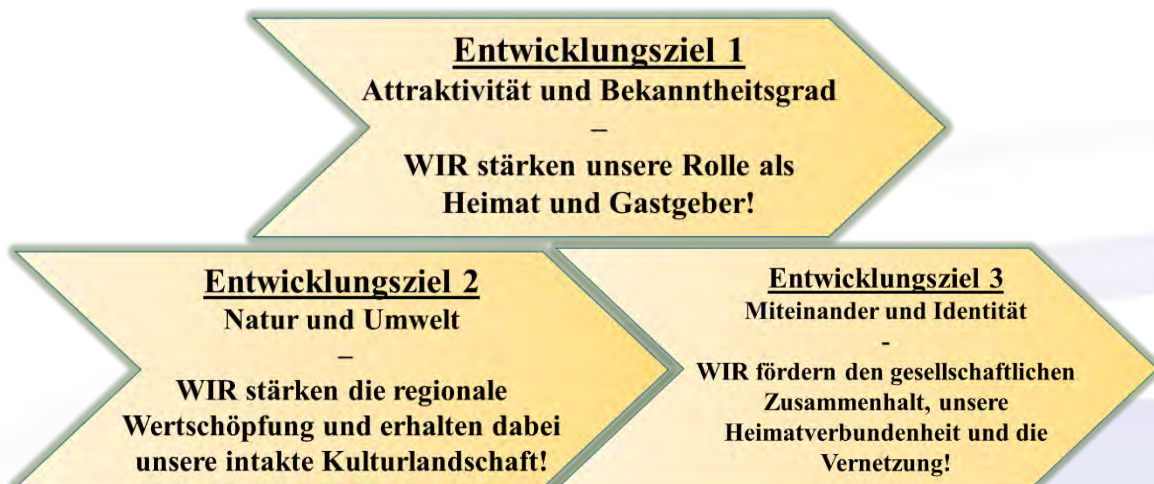 Entwicklungsziel 1
Attraktivität und Bekanntheitsgrad
–
WIR stärken unsere Rolle als
Heimat und Gastgeber!
Entwicklungsziel 2
Natur und Umwelt
–
WIR stärken die regionale
Wertschöpfung und erhalten dabei
unsere intakte Kulturlandschaft!
Entwicklungsziel 3
Miteinander und Identität
-
WIR fördern den gesellschaftlichen
Zusammenhalt, unsere
Heimatverbundenheit und die
Vernetzung!